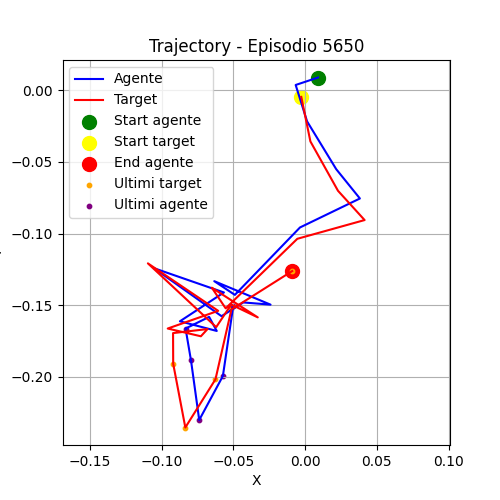 Trajectory - Episodio 5650
Agente
Target
Start agente
Start target
End agente
Ultimi target
Ultimi agente
0.00
−0.05
−0.10
−0.15
−0.20
−0.15
−0.10
−0.05
0.00
0.05
0.10
X